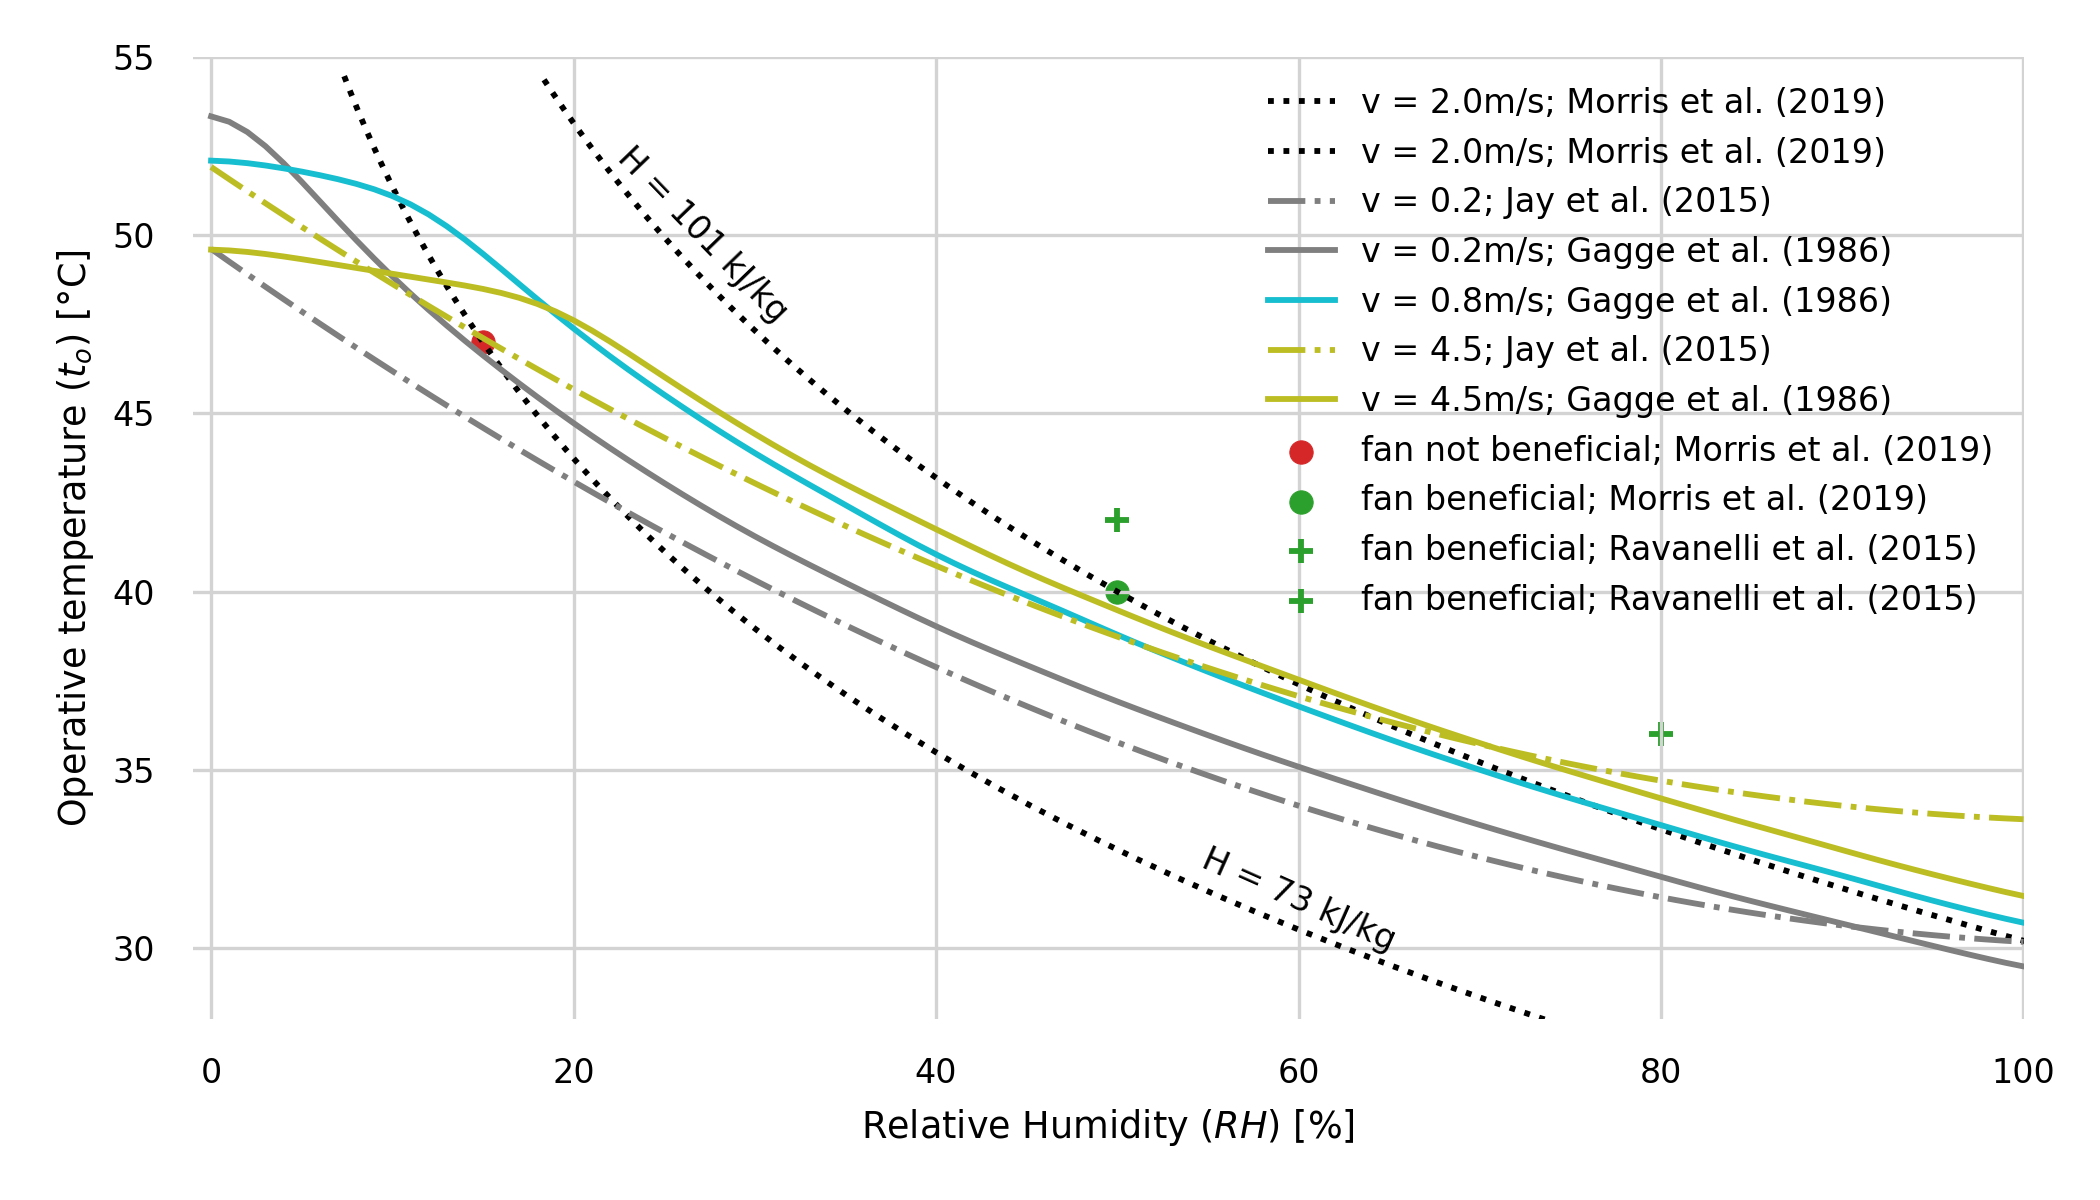 55
50
45
40
35
30
Operative temperature (tₒ) [°C]
H = 101 kJ/kg
H = 73 kJ/kg
v = 2.0m/s; Morris et al. (2019)
v = 2.0m/s; Morris et al. (2019)
v = 0.2; Jay et al. (2015)
v = 0.2m/s; Gagge et al. (1986)
v = 0.8m/s; Gagge et al. (1986)
v = 4.5; Jay et al. (2015)
v = 4.5m/s; Gagge et al. (1986)
fan not beneficial; Morris et al. (2019)
fan beneficial; Morris et al. (2019)
fan beneficial; Ravanelli et al. (2015)
fan beneficial; Ravanelli et al. (2015)
0 20 40 60 80 100
Relative Humidity (RH) [%]